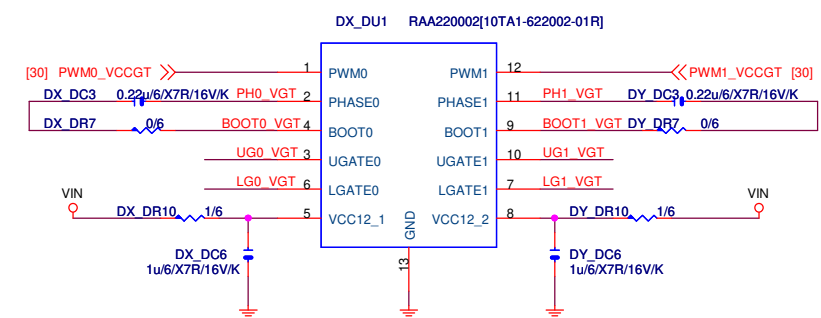 DX_DU1 RAA220002[10TA1-622002-01R]
[30] PWM0_VCCGT 1 PWM0 PWM1 12 PWM1_VCCGT [30]
DX_DC3 0.22u/6/X7R/16V/K PH0_VGT 2 PHASE0 PHASE1 11 PH1_VGT DY_DC3 0.22u/6/X7R/16V/K
DX_DR7 0/6 BOOT0_VGT 4 BOOT0 BOOT1 9 BOOT1_VGT DY_DR7 0/6
UG0_VGT 3 UGATE0 UGATE1 10 UG1_VGT
LG0_VGT 6 LGATE0 LGATE1 7 LG1_VGT
VIN VIN
DX_DR10 1/6 5 VCC12_1 GND VCC12_2 8 DY_DR10 1/6
DX_DC6 13 DY_DC6
1u/6/X7R/16V/K 1u/6/X7R/16V/K